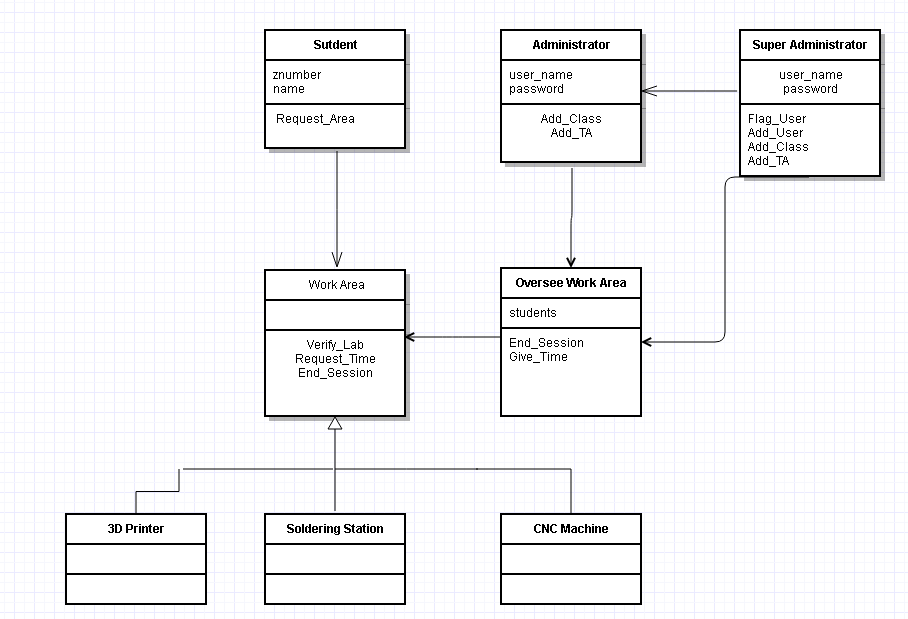 Sutdent
znumber
name
Request_Area
Administrator
user_name
password
Add_Class
Add_TA
Super Administrator
user_name
password
Flag_User
Add_User
Add_Class
Add_TA
Work Area
Verify_Lab
Request_Time
End_Session
Oversee Work Area
students
End_Session
Give_Time
3D Printer
Soldering Station
CNC Machine